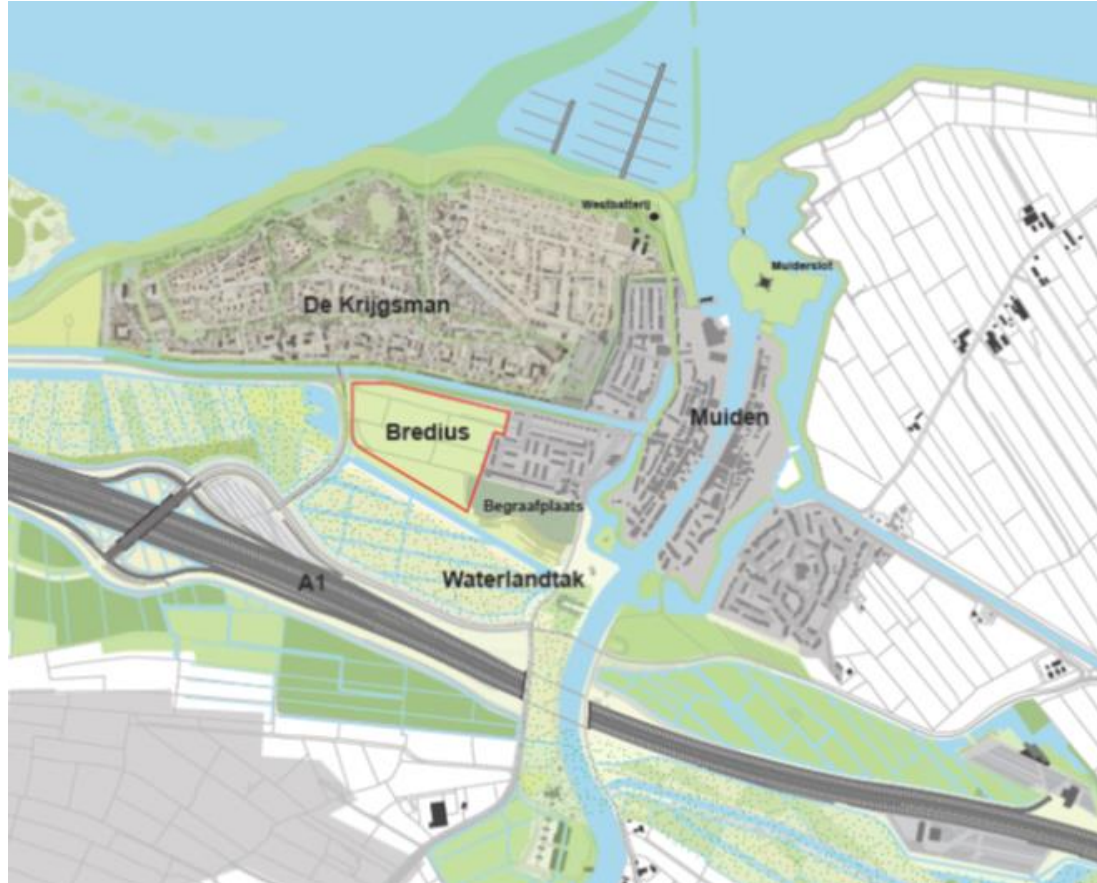 Westbatterij
Muiderslot
De Krijgsman
Muiden
Bredius
Begraafplaats
Waterlandtak
A1